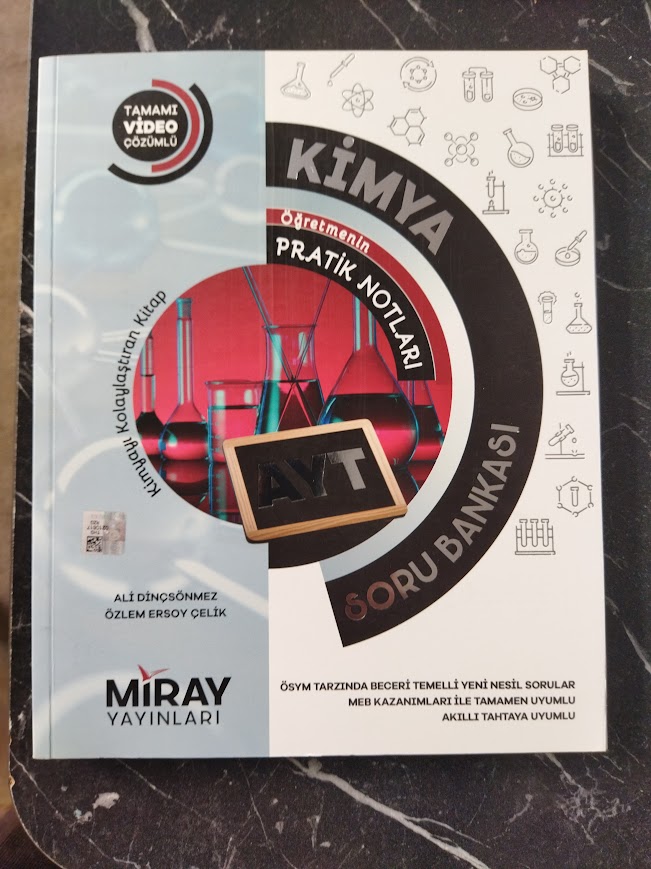 TAMAMI
VİDEO
ÇÖZÜMLÜ
KİMYA
Öğretmenin
PRATİK NOTLARI
Kimyayı Kolaylaştıran Kitap
AYT
SORU BANKASI
ALİ DİNÇSÖNMEZ
ÖZLEM ERSOY ÇELİK
MİRAY
YAYINLARI
ÖSYM TARZINDA BECERİ TEMELLİ YENİ NESİL SORULAR
MEB KAZANIMLARI İLE TAMAMEN UYUMLU
AKILLI TAHTAYA UYUMLU